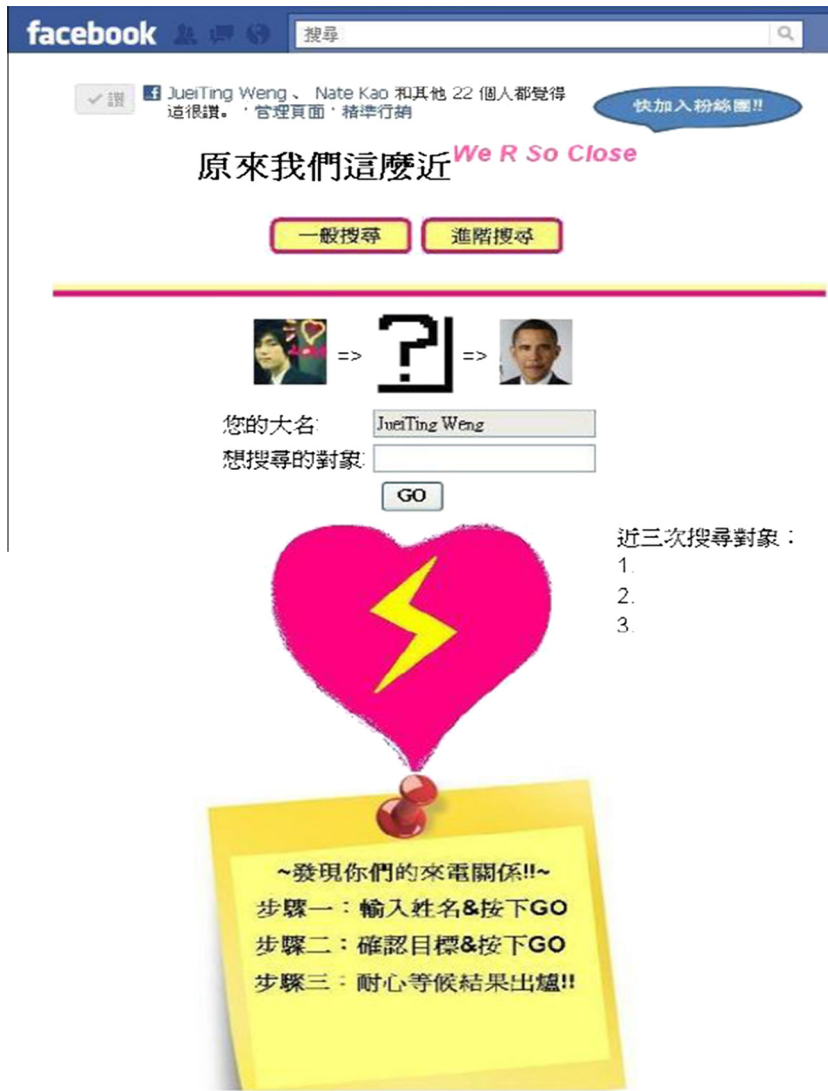 facebook 搜尋
✓讚 JueiTing Weng 、 Nate Kao 和其他 22 個人都覺得
這很讚。 · 管理頁面 · 精準行銷
快加入粉絲團!!
原來我們這麼近 We R So Close
一般搜尋 進階搜尋
=> ? =>
您的大名: JueiTing Weng
想搜尋的對象:
GO
近三次搜尋對象：
1.
2.
3.
~發現你們的來電關係!!~
步驟一：輸入姓名&按下GO
步驟二：確認目標&按下GO
步驟三：耐心等候結果出爐!!